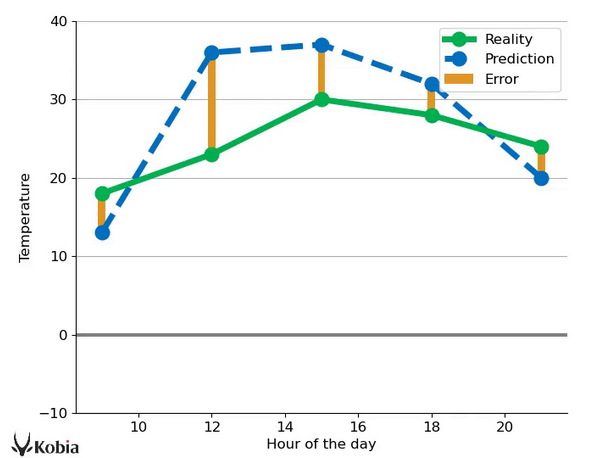 40
30
20
10
0
−10
Temperature
Reality
Prediction
Error
10 12 14 16 18 20
Hour of the day
Kobia